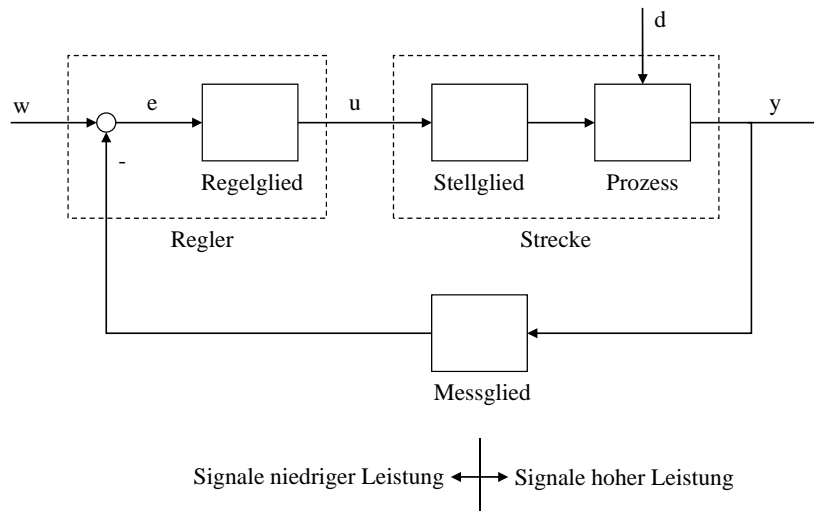 d
w
e
u
y
-
Regelglied
Stellglied
Prozess
Regler
Strecke
Messglied
Signale niedriger Leistung
Signale hoher Leistung